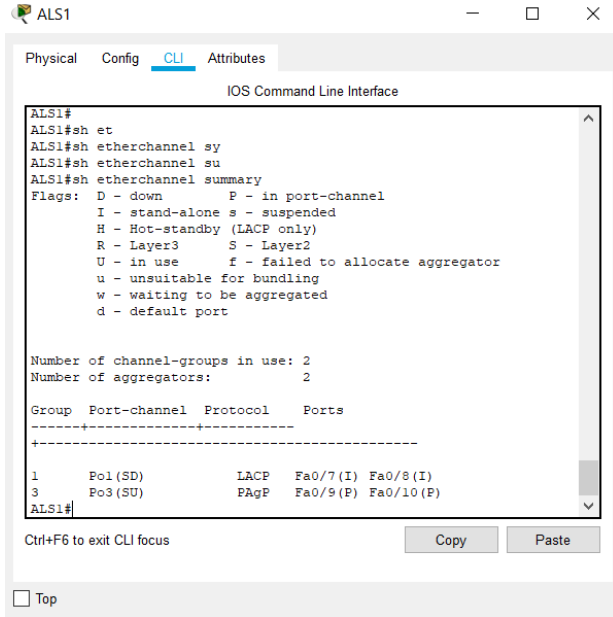 ALS1
Physical Config CLI Attributes
IOS Command Line Interface
ALS1#
ALS1#sh et
ALS1#sh etherchannel sy
ALS1#sh etherchannel su
ALS1#sh etherchannel summary
Flags:  D - down        P - in port-channel
        I - stand-alone s - suspended
        H - Hot-standby (LACP only)
        R - Layer3      S - Layer2
        U - in use      f - failed to allocate aggregator
        u - unsuitable for bundling
        w - waiting to be aggregated
        d - default port
Number of channel-groups in use: 2
Number of aggregators:           2
Group  Port-channel  Protocol    Ports
------+-------------+-----------
+----------------------------------------------
1      Po1(SD)           LACP   Fa0/7(I) Fa0/8(I)
3      Po3(SU)           PAgP   Fa0/9(P) Fa0/10(P)
ALS1#
Ctrl+F6 to exit CLI focus Copy Paste
Top